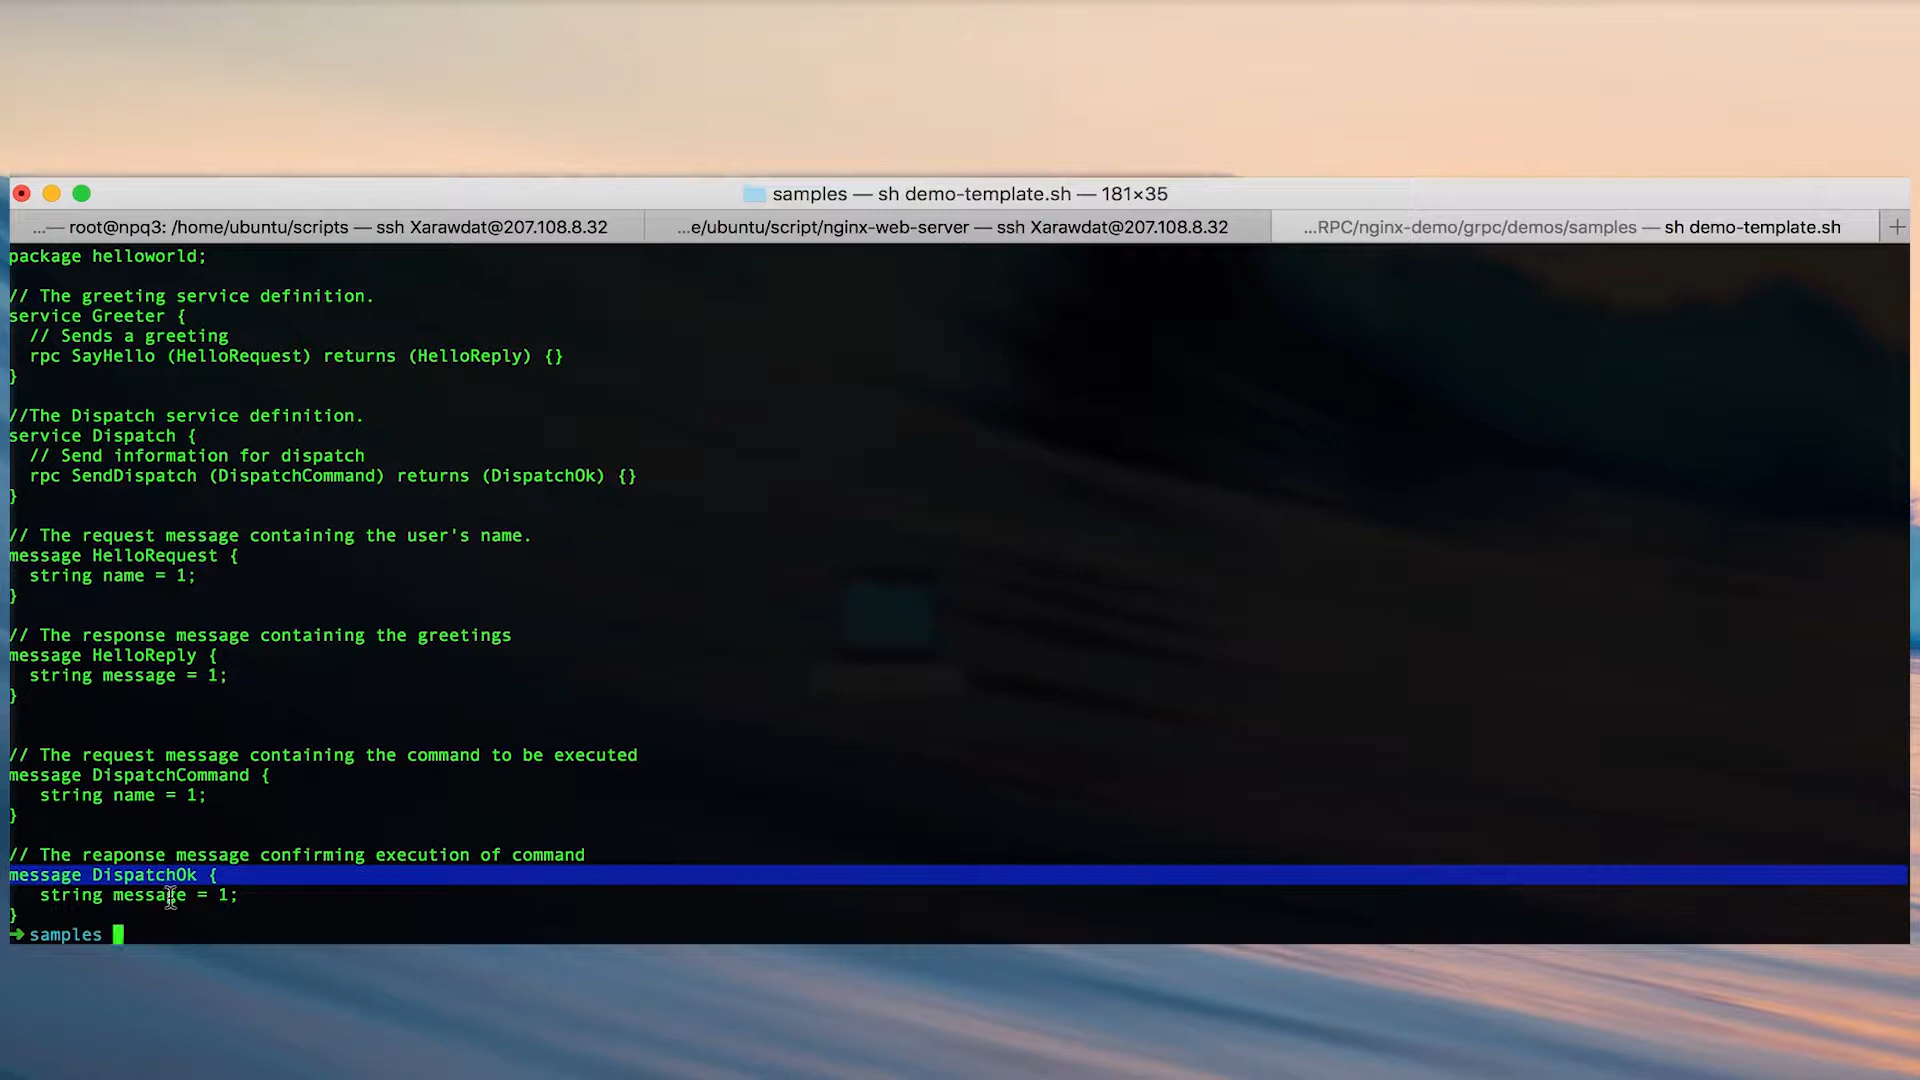 samples — sh demo-template.sh — 181×35
...— root@npq3: /home/ubuntu/scripts — ssh Xarawdat@207.108.8.32
...e/ubuntu/script/nginx-web-server — ssh Xarawdat@207.108.8.32
...RPC/nginx-demo/grpc/demos/samples — sh demo-template.sh
+
package helloworld;
// The greeting service definition.
service Greeter {
// Sends a greeting
rpc SayHello (HelloRequest) returns (HelloReply) {}
}
//The Dispatch service definition.
service Dispatch {
// Send information for dispatch
rpc SendDispatch (DispatchCommand) returns (DispatchOk) {}
}
// The request message containing the user's name.
message HelloRequest {
string name = 1;
}
// The response message containing the greetings
message HelloReply {
string message = 1;
}
// The request message containing the command to be executed
message DispatchCommand {
string name = 1;
}
// The reaponse message confirming execution of command
message DispatchOk {
string message = 1;
}
➜ samples